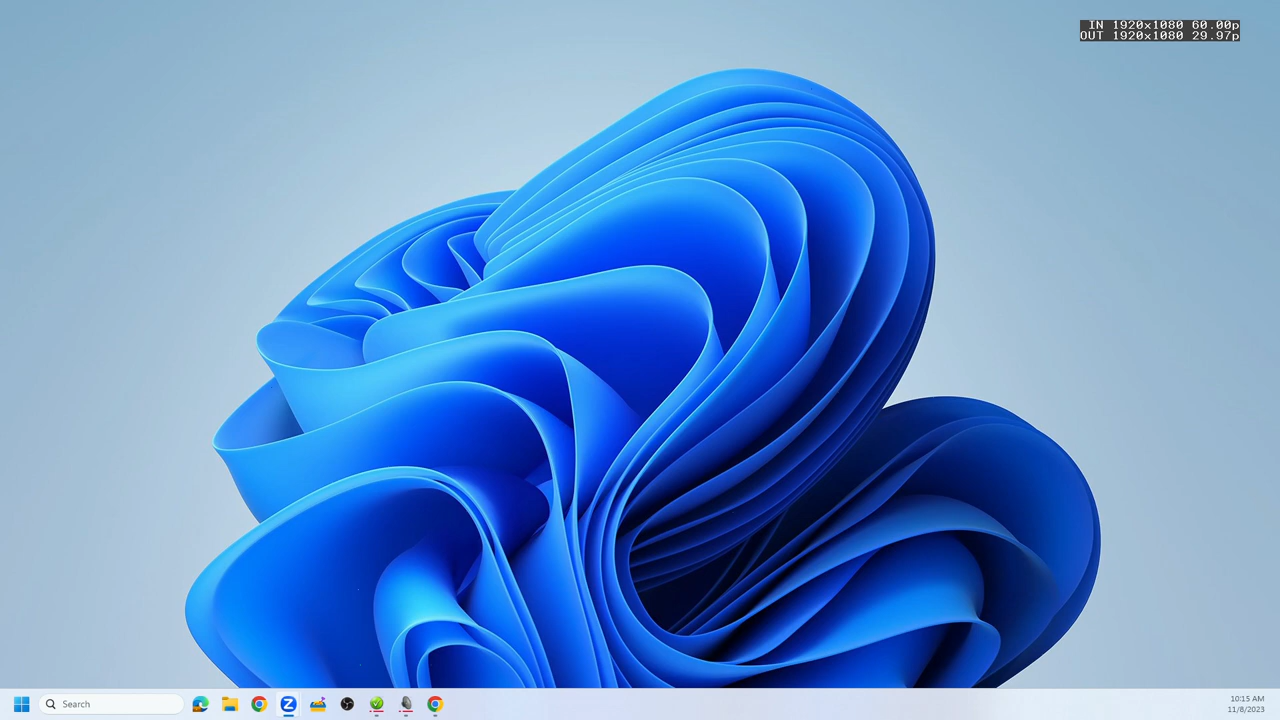 IN 1920x1080 60.00p
OUT 1920x1080 29.97p
Search
10:15 AM
11/8/2023